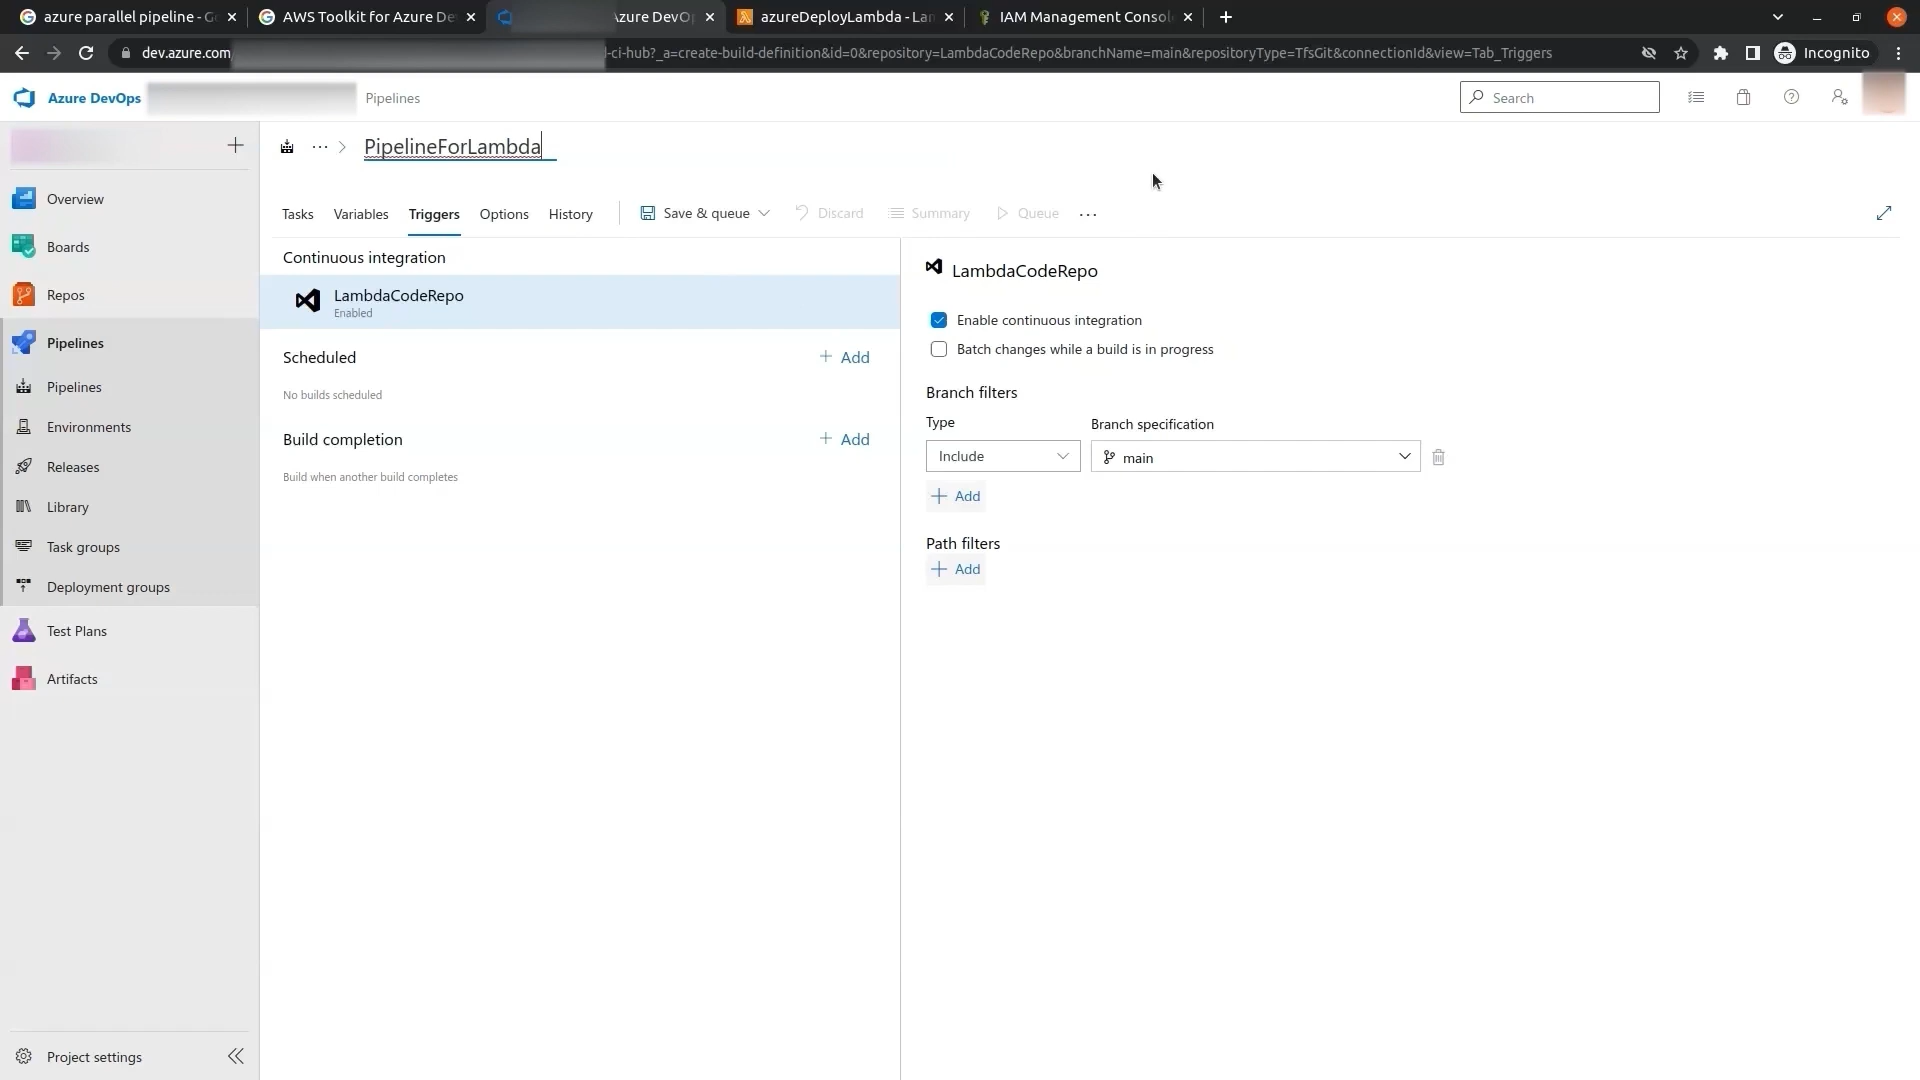 azure parallel pipeline - G
AWS Toolkit for Azure De
Azure DevO
azureDeployLambda - Lam
IAM Management Consol
dev.azure.com
-ci-hub?_a=create-build-definition&id=0&repository=LambdaCodeRepo&branchName=main&repositoryType=TfsGit&connectionId&view=Tab_Triggers
Incognito
Azure DevOps
Pipelines
Search
PipelineForLambda
Overview
Boards
Repos
Pipelines
Pipelines
Environments
Releases
Library
Task groups
Deployment groups
Test Plans
Artifacts
Project settings
Tasks
Variables
Triggers
Options
History
Save & queue
Discard
Summary
Queue
Continuous integration
LambdaCodeRepo
Enabled
Scheduled
Add
No builds scheduled
Build completion
Add
Build when another build completes
LambdaCodeRepo
Enable continuous integration
Batch changes while a build is in progress
Branch filters
Type
Branch specification
Include
main
Add
Path filters
Add